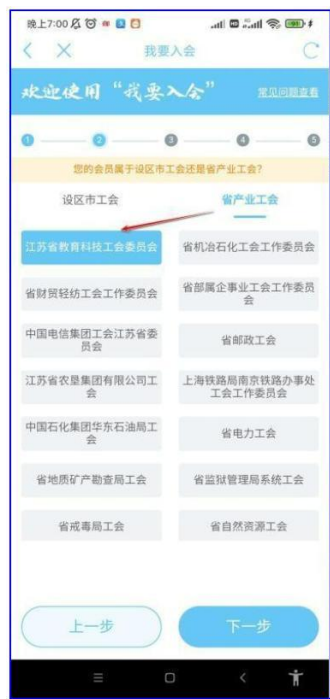 晚上7:00
我要入会
欢迎使用“我要入会”
常见问题查看
1 2 3 4 5
您的会员属于设区市工会还是省产业工会?
设区市工会 省产业工会
江苏省教育科技工会委员会
省机冶石化工会工作委员会
省财贸轻纺工会工作委员会
省部属企事业工会工作委员
会
中国电信集团工会江苏省委
员会
省邮政工会
江苏省农垦集团有限公司工
会
上海铁路局南京铁路办事处
工会工作委员会
中国石化集团华东石油局工
会
省电力工会
省地质矿产勘查局工会
省监狱管理局系统工会
省戒毒局工会
省自然资源工会
上一步 下一步